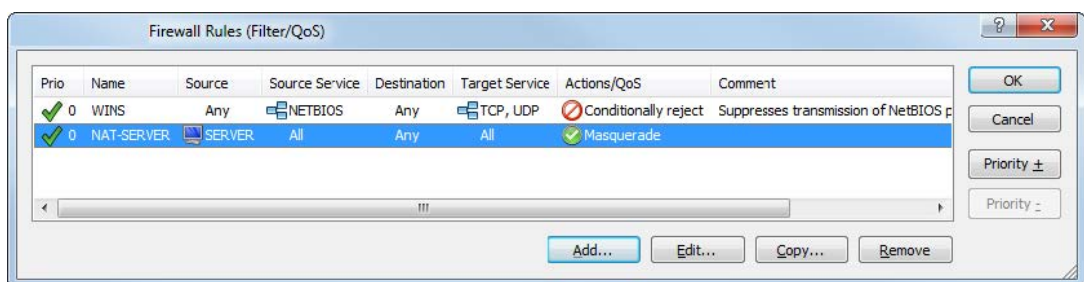 Firewall Rules (Filter/QoS)
Prio Name Source Source Service Destination Target Service Actions/QoS Comment
0 WINS Any NETBIOS Any TCP, UDP Conditionally reject Suppresses transmission of NetBIOS p
0 NAT-SERVER SERVER All Any All Masquerade
OK
Cancel
Priority +
Priority -
Add... Edit... Copy... Remove